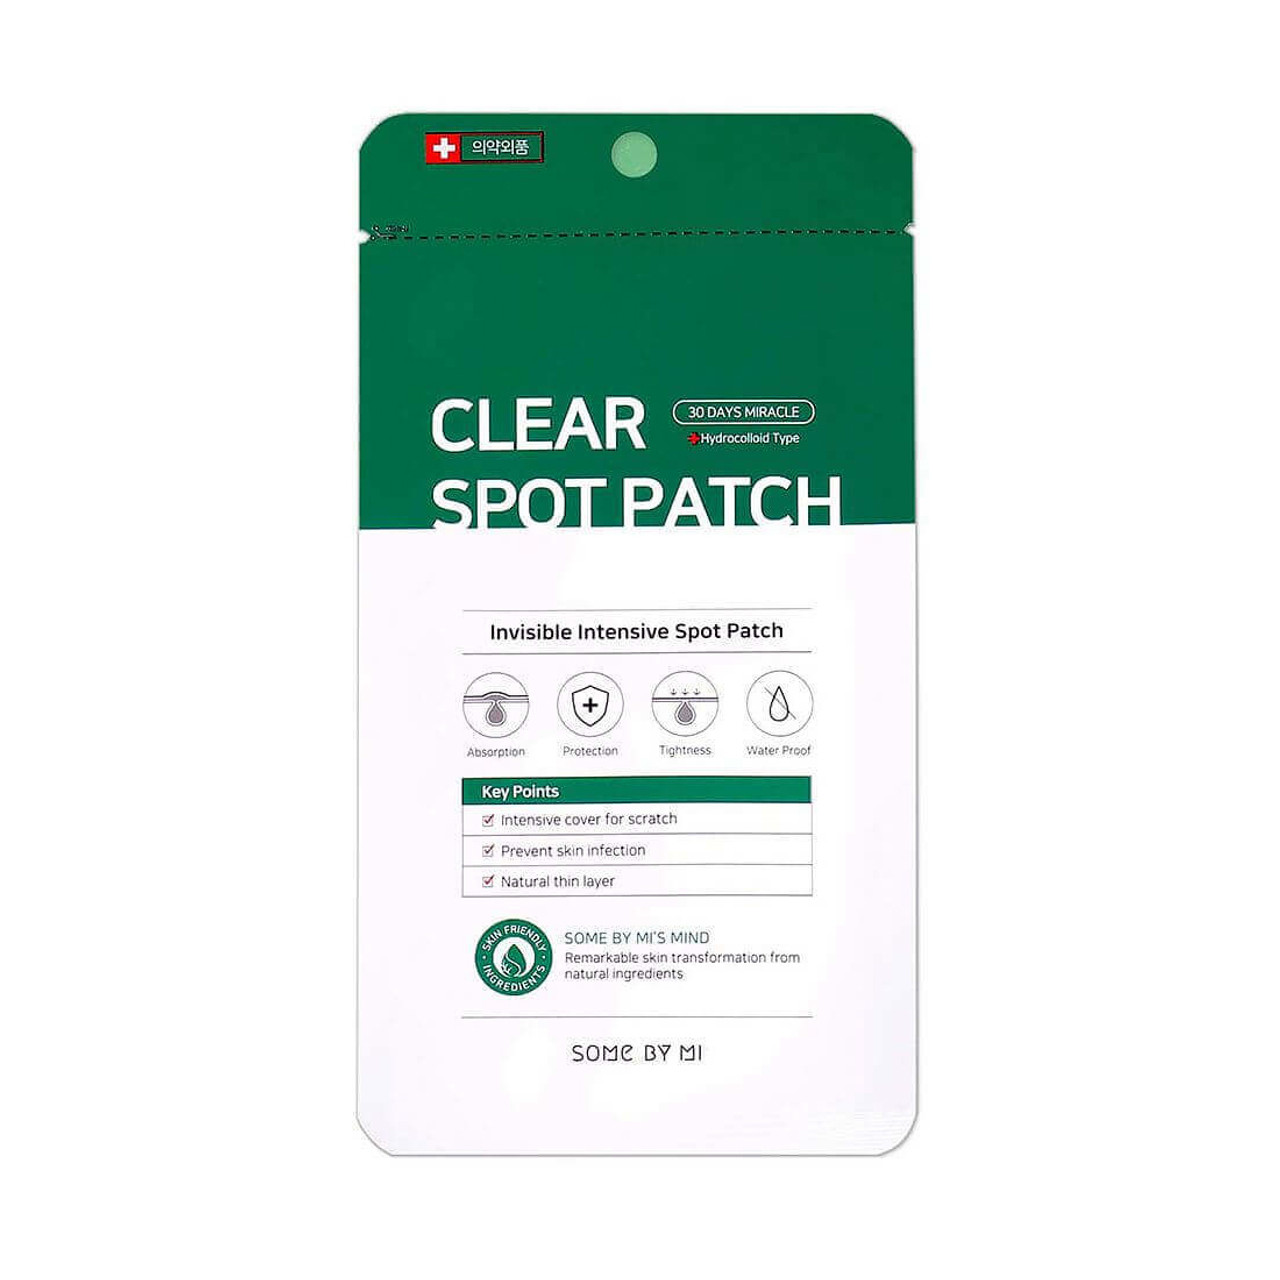 의약외품
CLEAR
30 DAYS MIRACLE
Hydrocolloid Type
SPOT PATCH
Invisible Intensive Spot Patch
Absorption Protection Tightness Water Proof
Key Points
Intensive cover for scratch
Prevent skin infection
Natural thin layer
SKIN FRIENDLY
INGREDIENTS
SOME BY MI'S MIND
Remarkable skin transformation from
natural ingredients
SOME BY MI